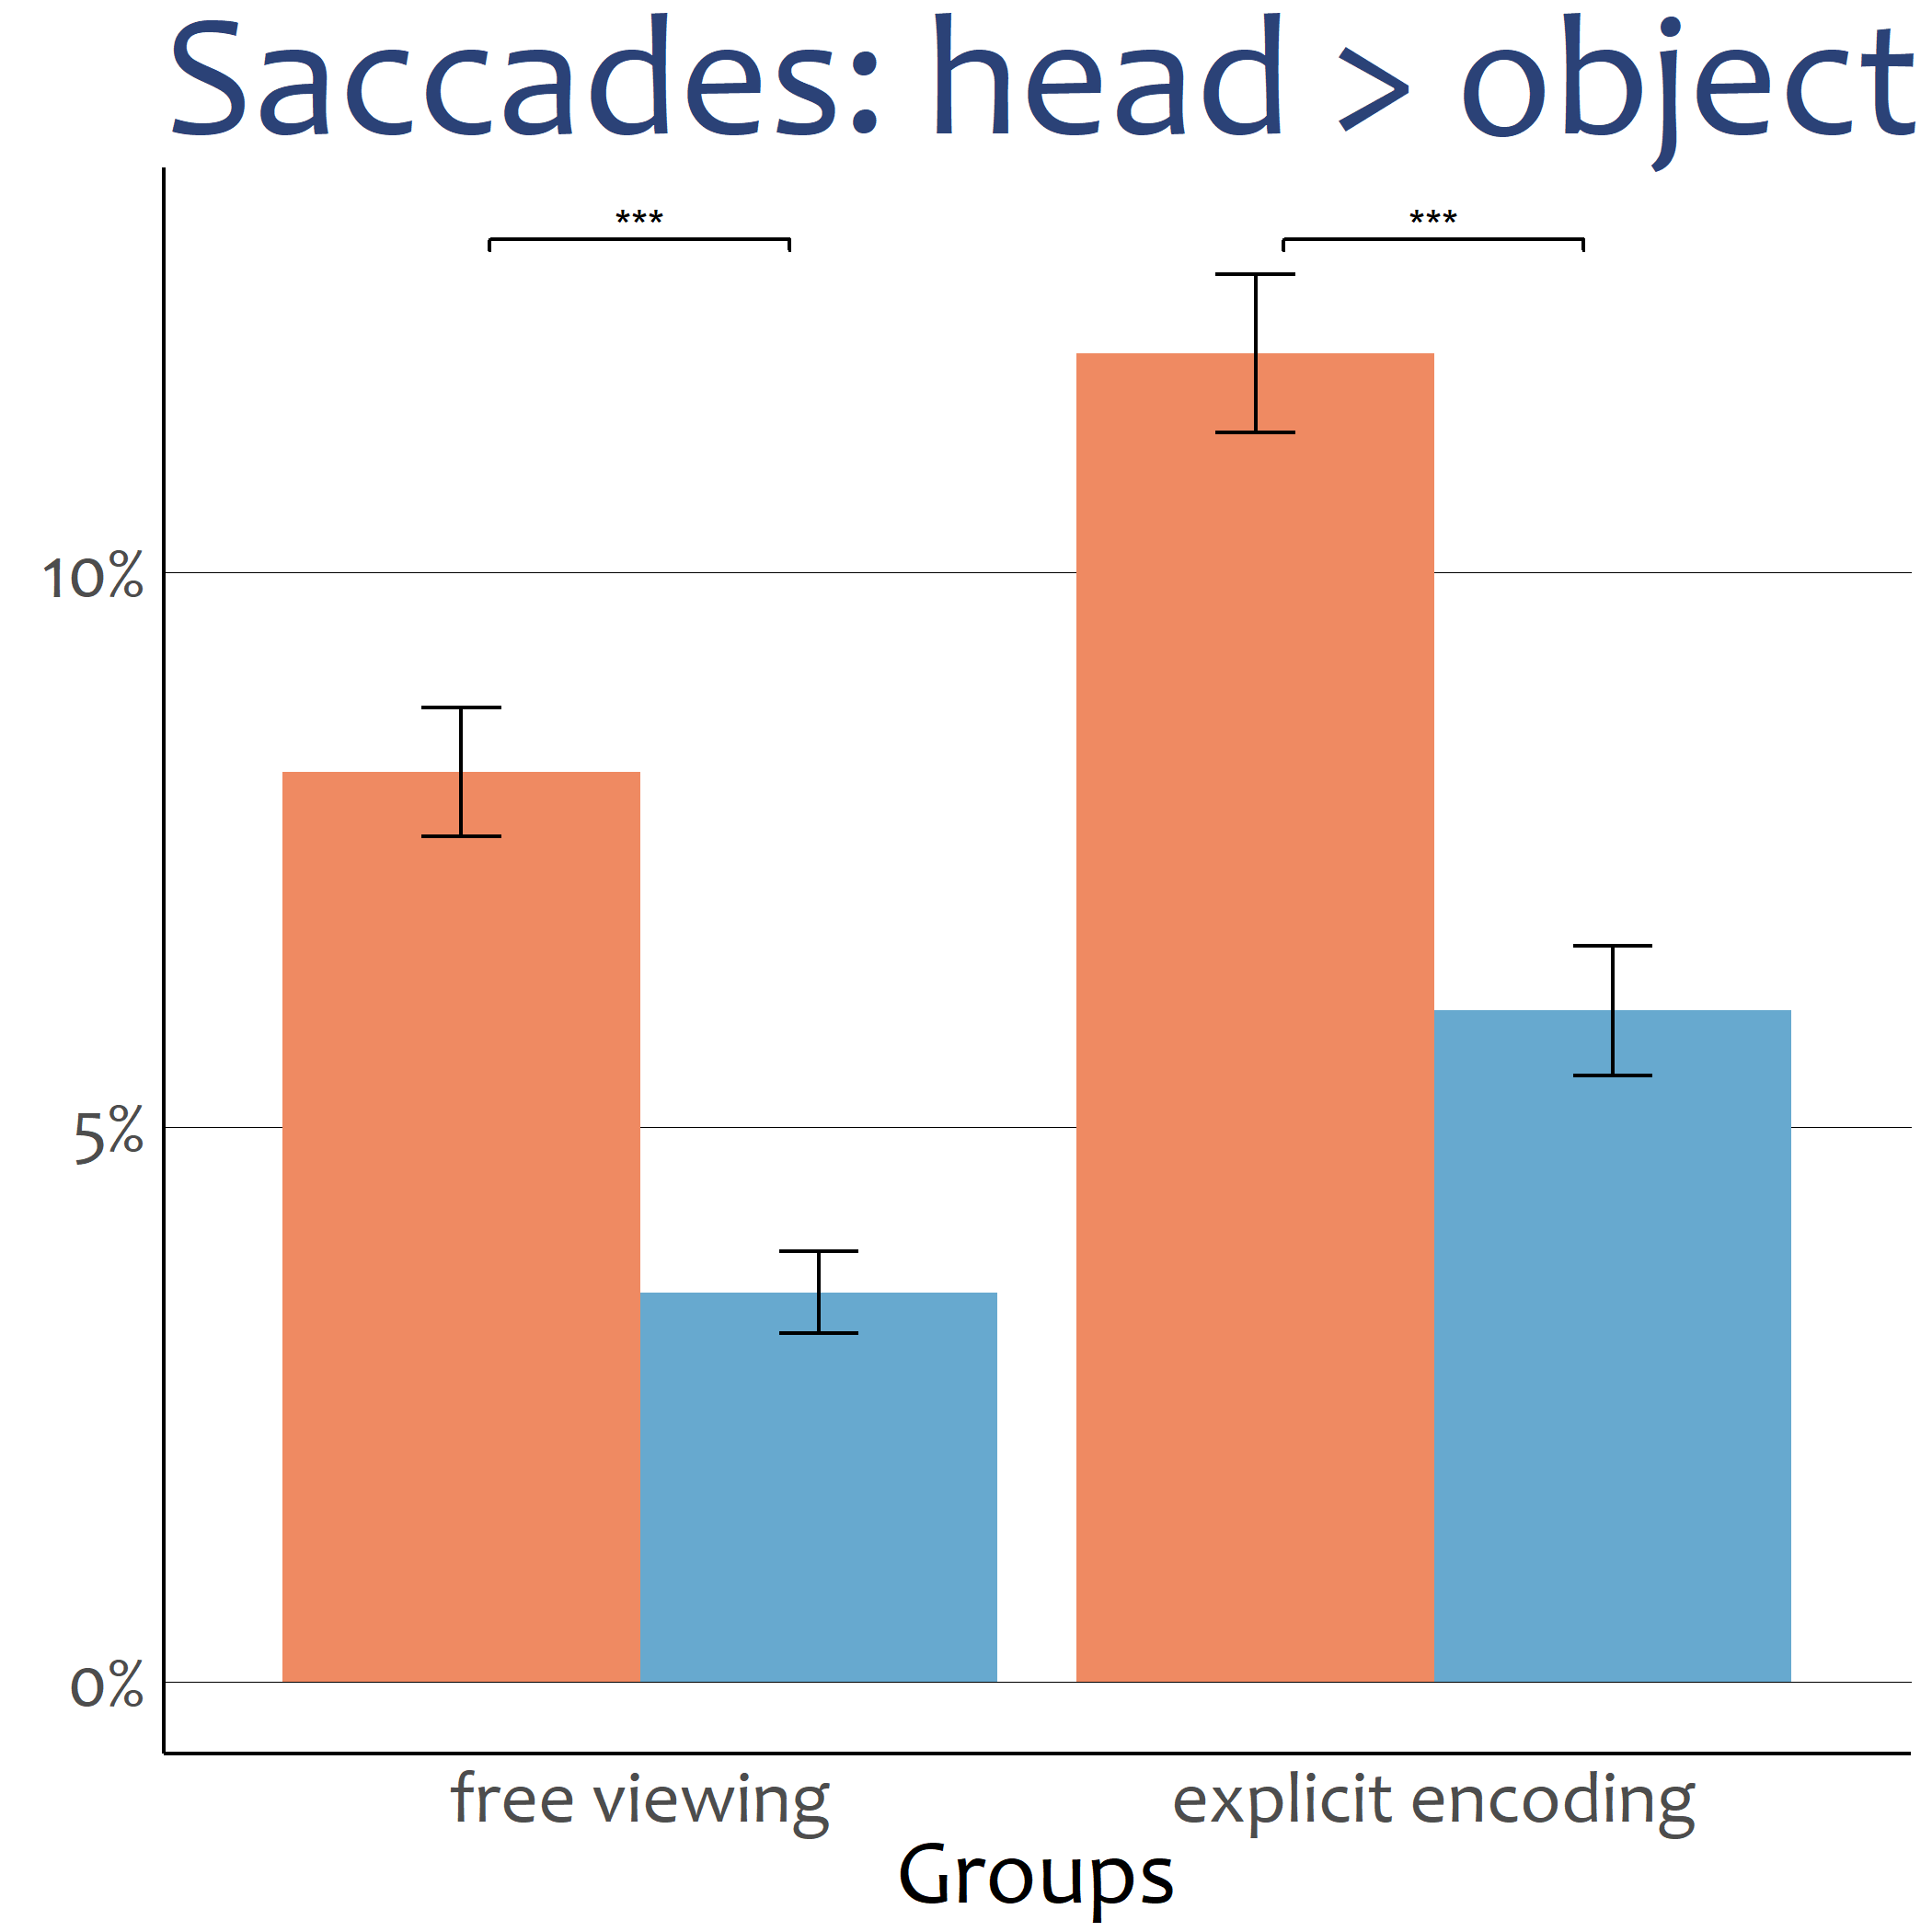 Saccades: head > object
***
***
10%
5%
0%
free viewing
explicit encoding
Groups